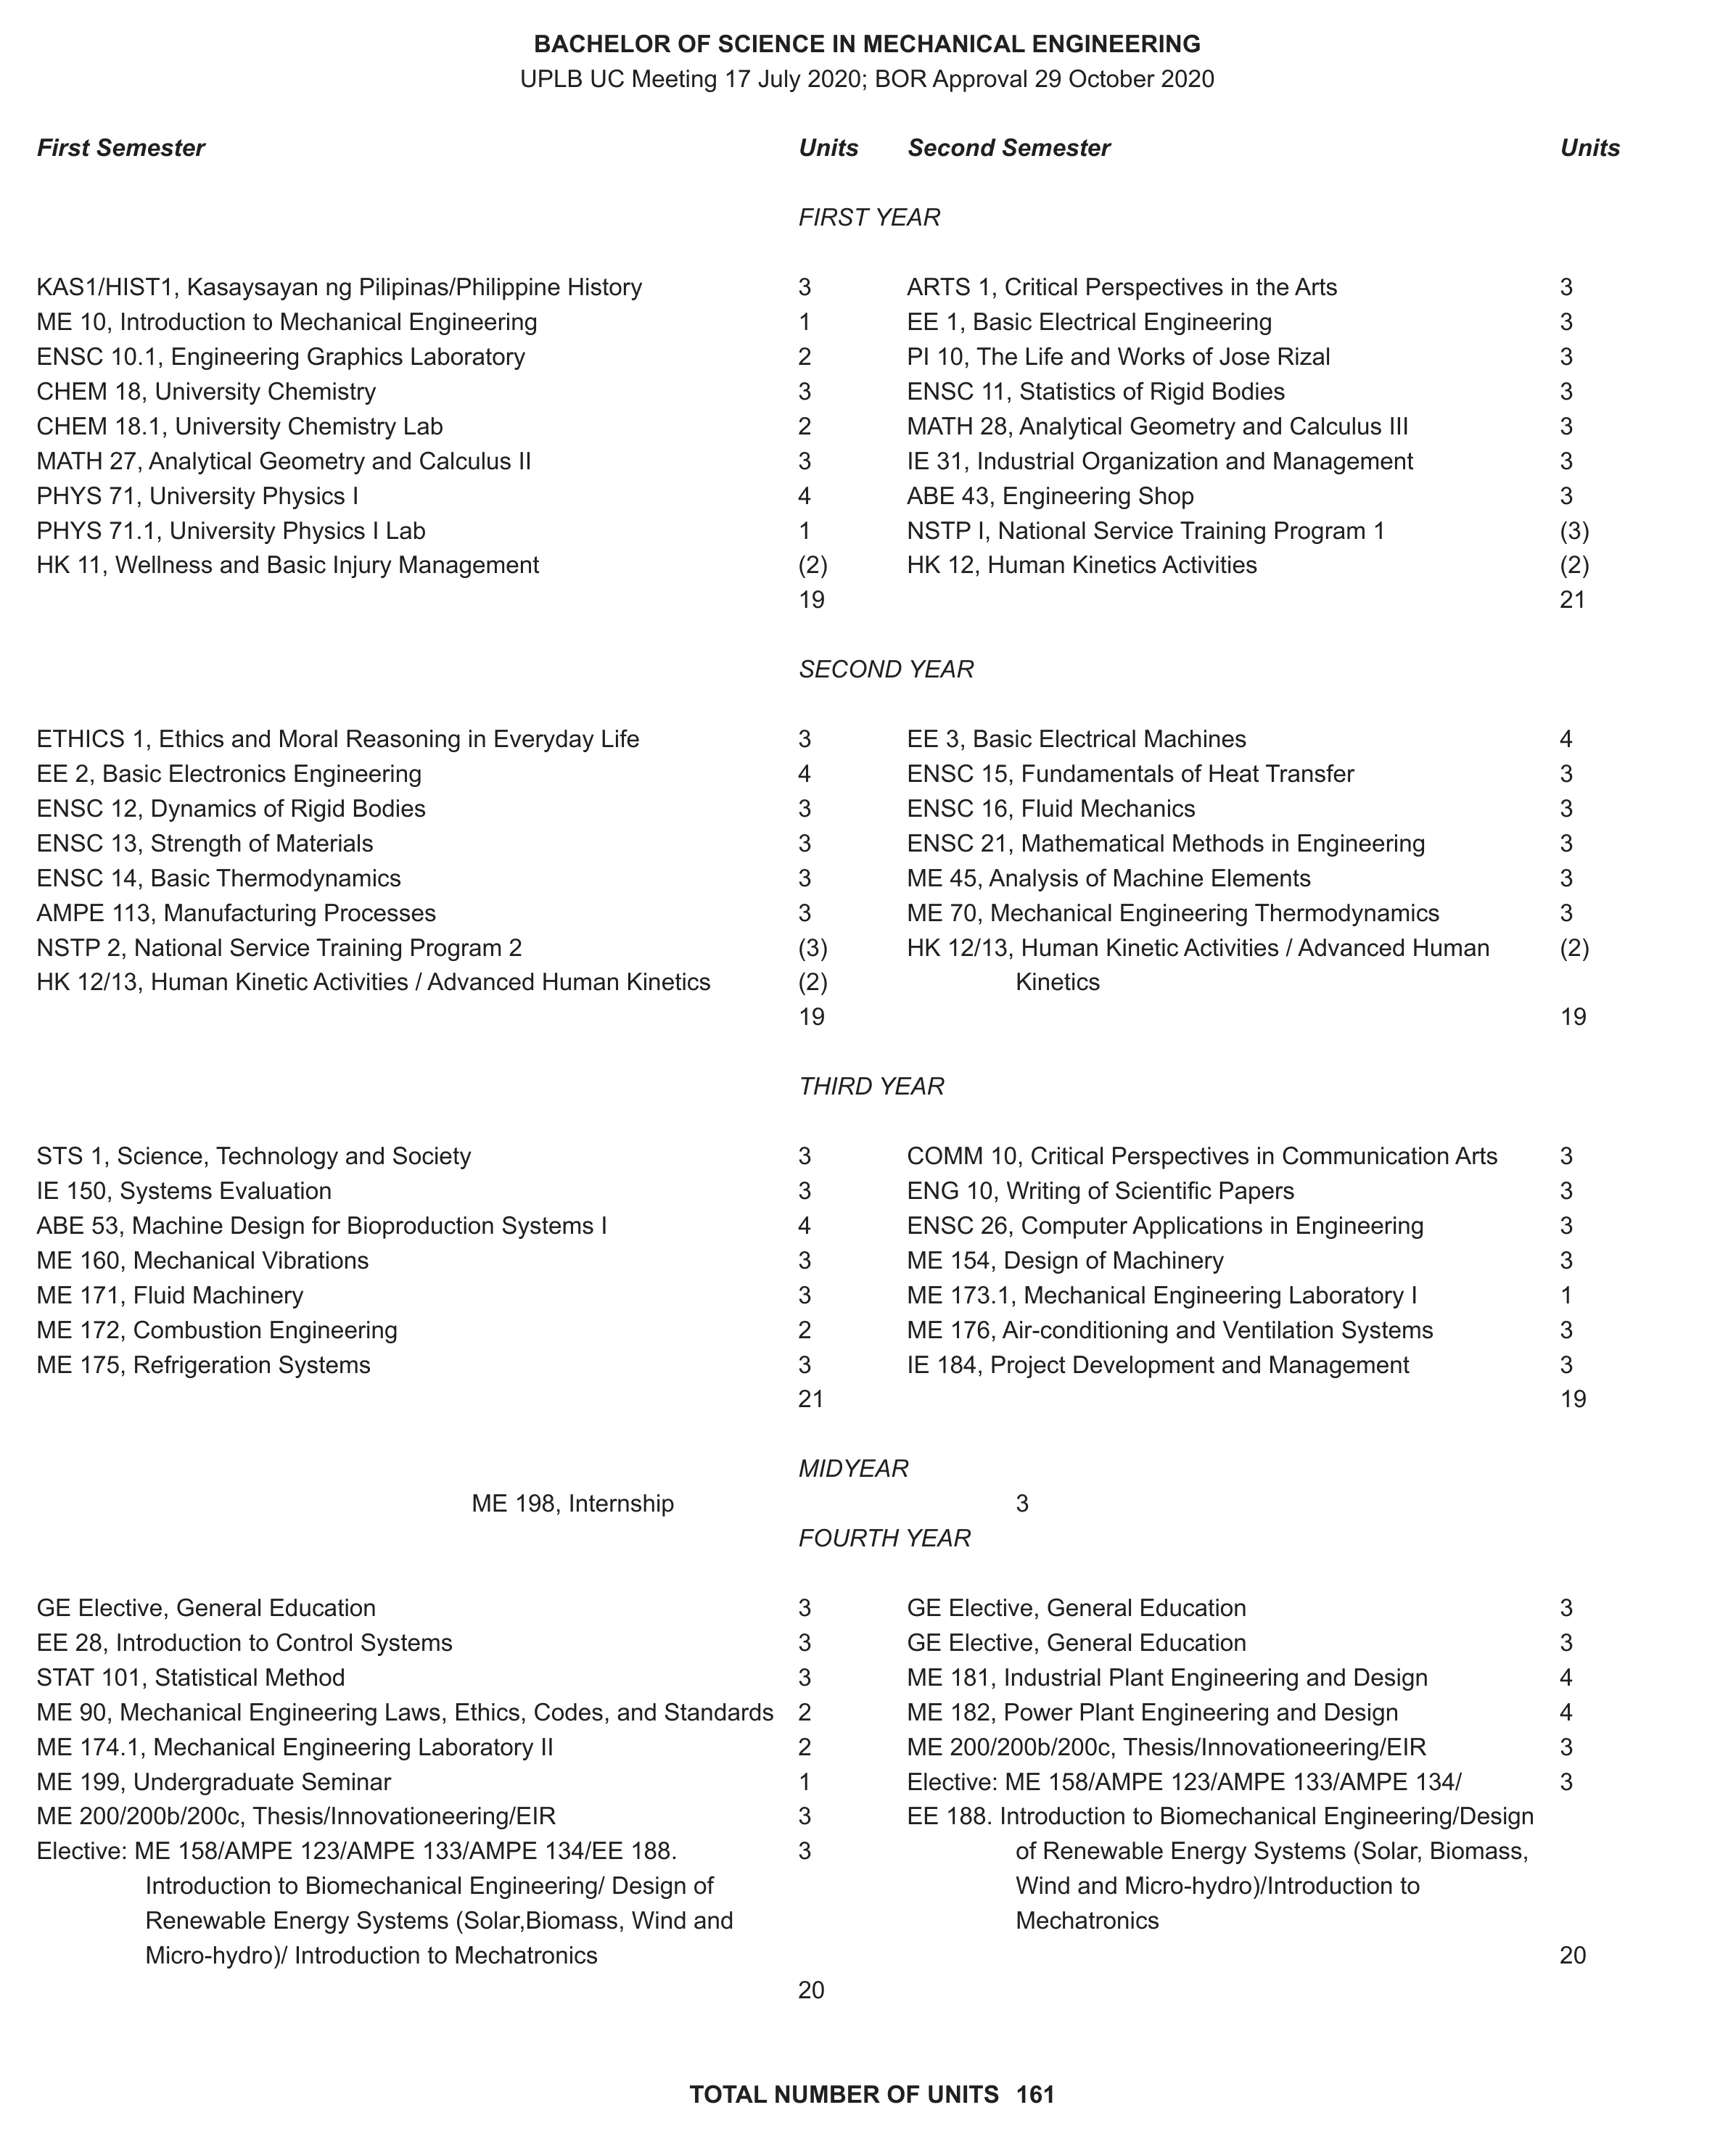 BACHELOR OF SCIENCE IN MECHANICAL ENGINEERING
UPLB UC Meeting 17 July 2020; BOR Approval 29 October 2020
First Semester Units Second Semester Units
FIRST YEAR
KAS1/HIST1, Kasaysayan ng Pilipinas/Philippine History 3 ARTS 1, Critical Perspectives in the Arts 3
ME 10, Introduction to Mechanical Engineering 1 EE 1, Basic Electrical Engineering 3
ENSC 10.1, Engineering Graphics Laboratory 2 PI 10, The Life and Works of Jose Rizal 3
CHEM 18, University Chemistry 3 ENSC 11, Statistics of Rigid Bodies 3
CHEM 18.1, University Chemistry Lab 2 MATH 28, Analytical Geometry and Calculus III 3
MATH 27, Analytical Geometry and Calculus II 3 IE 31, Industrial Organization and Management 3
PHYS 71, University Physics I 4 ABE 43, Engineering Shop 3
PHYS 71.1, University Physics I Lab 1 NSTP I, National Service Training Program 1 (3)
HK 11, Wellness and Basic Injury Management (2) HK 12, Human Kinetics Activities (2)
19 21
SECOND YEAR
ETHICS 1, Ethics and Moral Reasoning in Everyday Life 3 EE 3, Basic Electrical Machines 4
EE 2, Basic Electronics Engineering 4 ENSC 15, Fundamentals of Heat Transfer 3
ENSC 12, Dynamics of Rigid Bodies 3 ENSC 16, Fluid Mechanics 3
ENSC 13, Strength of Materials 3 ENSC 21, Mathematical Methods in Engineering 3
ENSC 14, Basic Thermodynamics 3 ME 45, Analysis of Machine Elements 3
AMPE 113, Manufacturing Processes 3 ME 70, Mechanical Engineering Thermodynamics 3
NSTP 2, National Service Training Program 2 (3) HK 12/13, Human Kinetic Activities / Advanced Human (2)
HK 12/13, Human Kinetic Activities / Advanced Human Kinetics (2) Kinetics
19 19
THIRD YEAR
STS 1, Science, Technology and Society 3 COMM 10, Critical Perspectives in Communication Arts 3
IE 150, Systems Evaluation 3 ENG 10, Writing of Scientific Papers 3
ABE 53, Machine Design for Bioproduction Systems I 4 ENSC 26, Computer Applications in Engineering 3
ME 160, Mechanical Vibrations 3 ME 154, Design of Machinery 3
ME 171, Fluid Machinery 3 ME 173.1, Mechanical Engineering Laboratory I 1
ME 172, Combustion Engineering 2 ME 176, Air-conditioning and Ventilation Systems 3
ME 175, Refrigeration Systems 3 IE 184, Project Development and Management 3
21 19
MIDYEAR
ME 198, Internship 3
FOURTH YEAR
GE Elective, General Education 3 GE Elective, General Education 3
EE 28, Introduction to Control Systems 3 GE Elective, General Education 3
STAT 101, Statistical Method 3 ME 181, Industrial Plant Engineering and Design 4
ME 90, Mechanical Engineering Laws, Ethics, Codes, and Standards 2 ME 182, Power Plant Engineering and Design 4
ME 174.1, Mechanical Engineering Laboratory II 2 ME 200/200b/200c, Thesis/Innovationeering/EIR 3
ME 199, Undergraduate Seminar 1 Elective: ME 158/AMPE 123/AMPE 133/AMPE 134/ 3
ME 200/200b/200c, Thesis/Innovationeering/EIR 3 EE 188. Introduction to Biomechanical Engineering/Design
Elective: ME 158/AMPE 123/AMPE 133/AMPE 134/EE 188. 3 of Renewable Energy Systems (Solar, Biomass,
Introduction to Biomechanical Engineering/ Design of Wind and Micro-hydro)/Introduction to
Renewable Energy Systems (Solar,Biomass, Wind and Mechatronics
Micro-hydro)/ Introduction to Mechatronics 20
20
TOTAL NUMBER OF UNITS 161